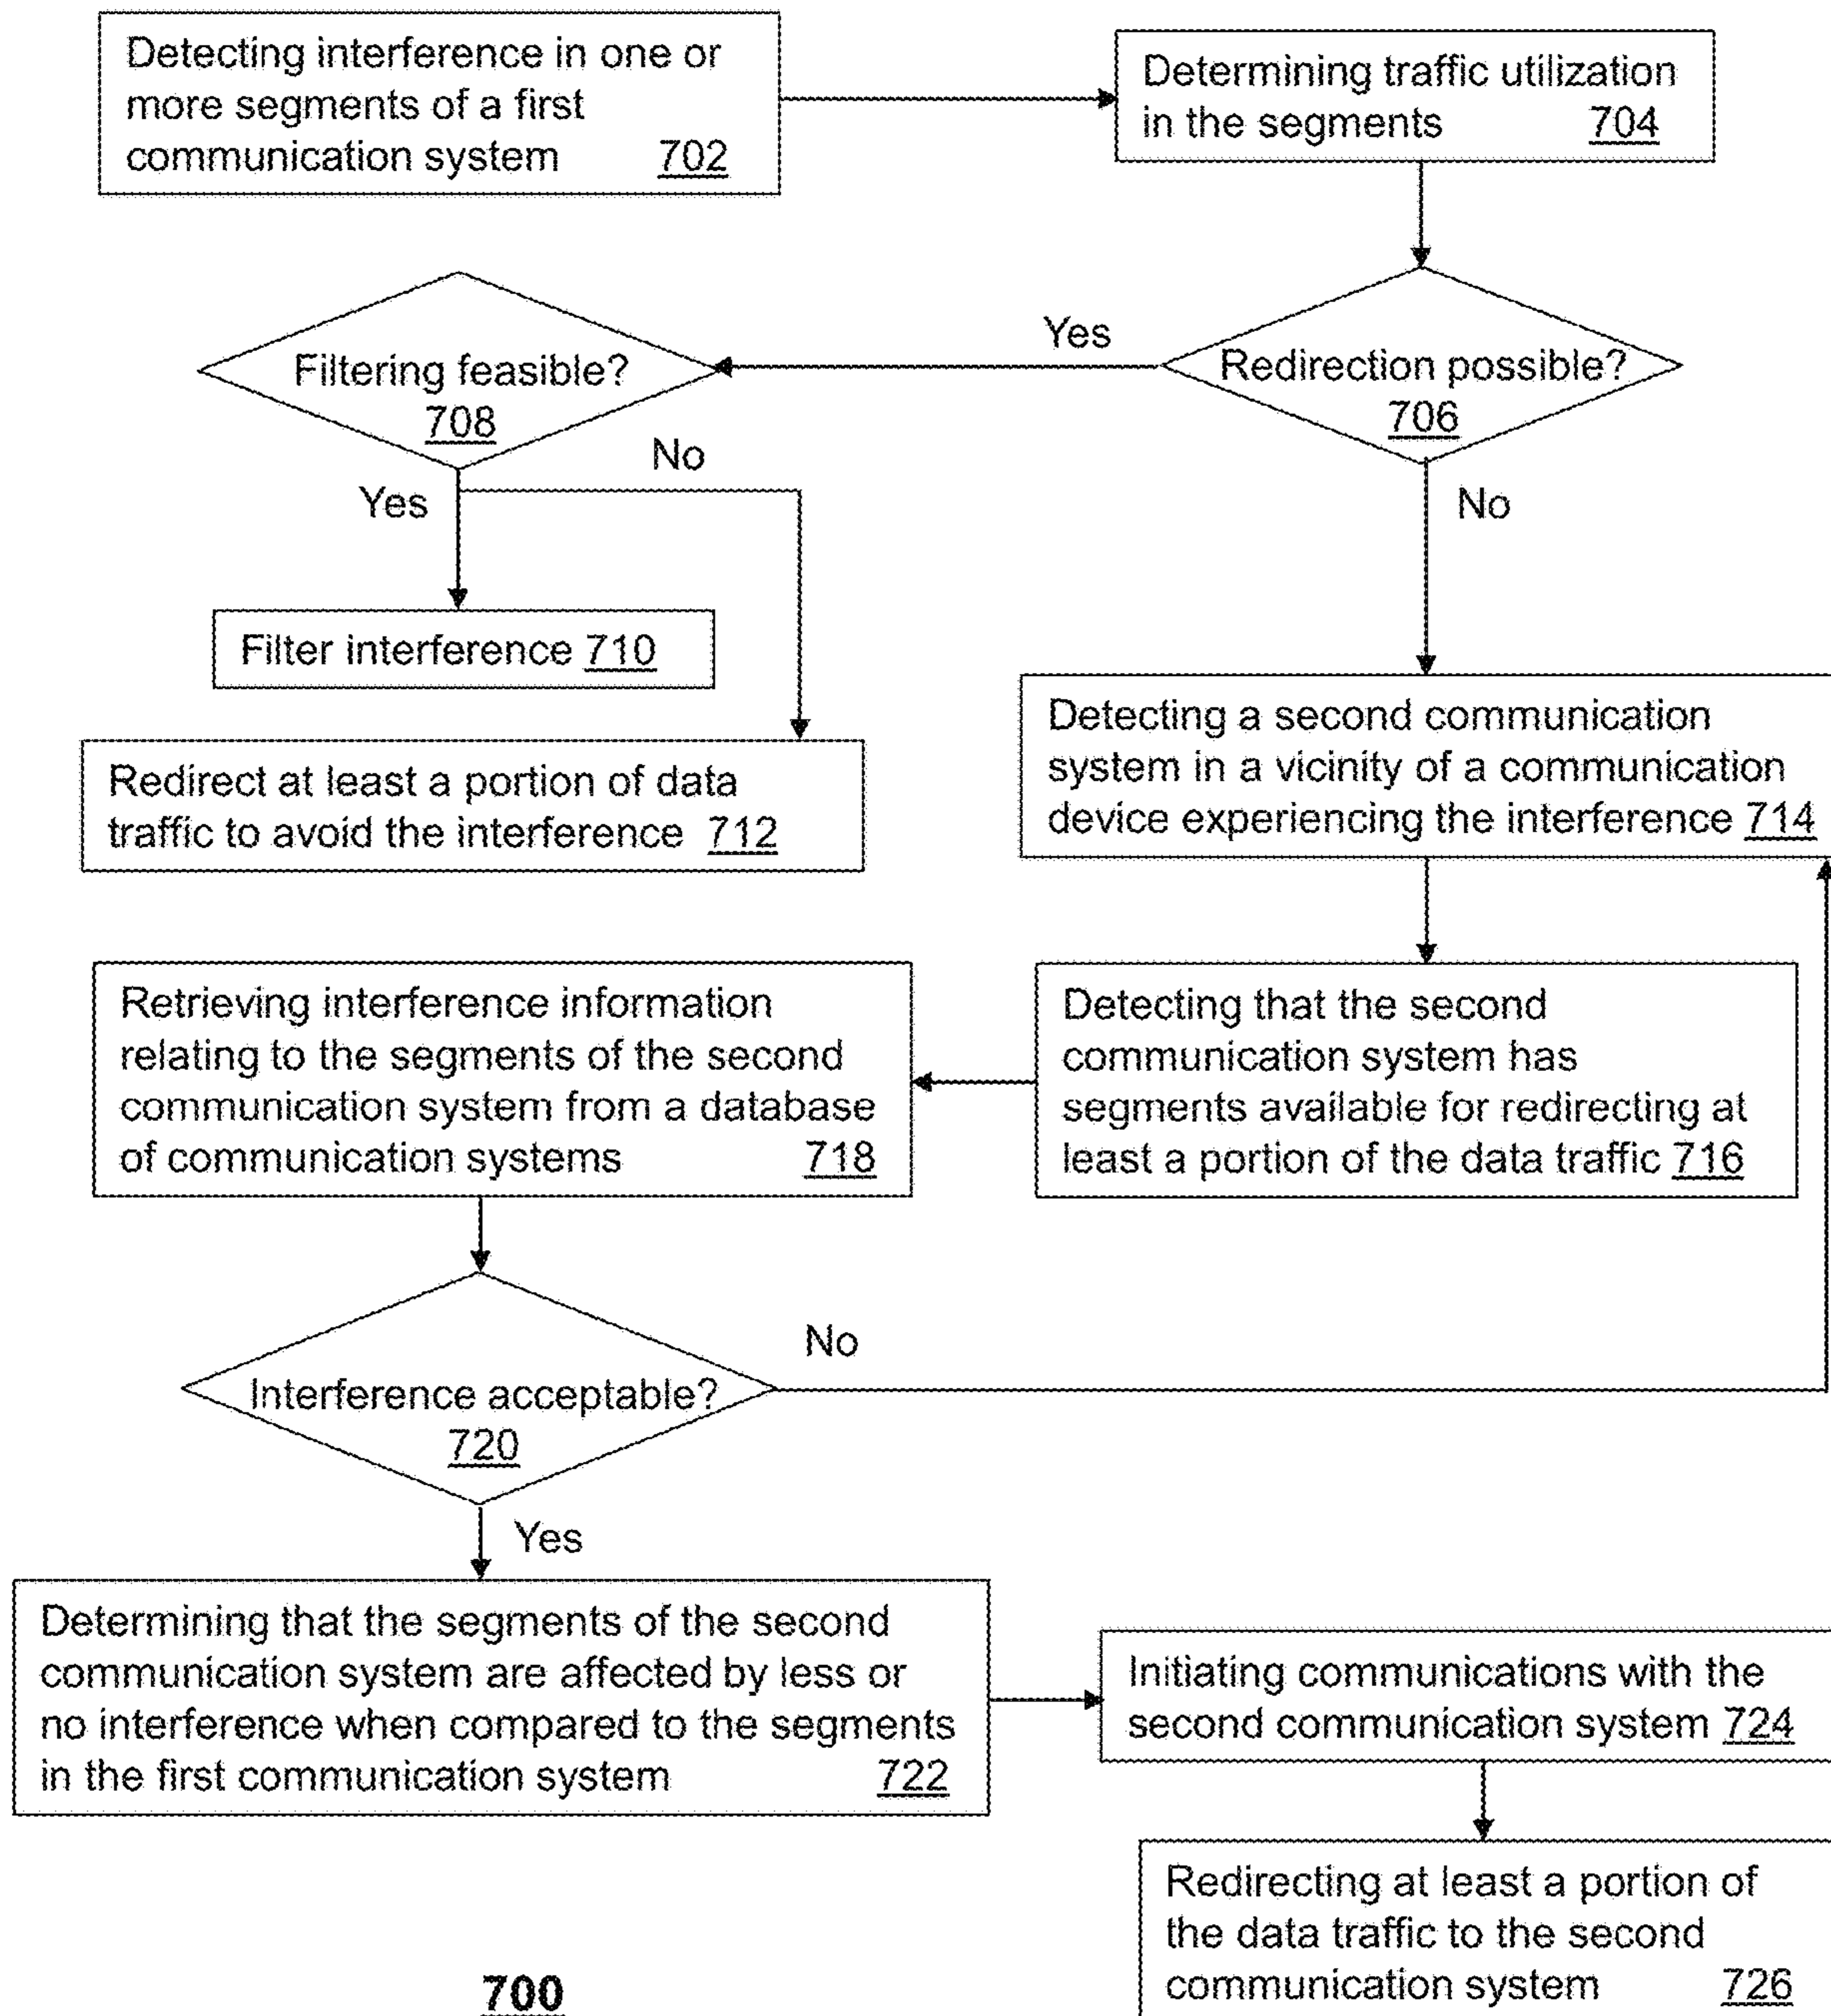 Detecting interference in one or
more segments of a first
communication system 702
Determining traffic utilization
in the segments 704
Redirection possible?
706
Yes
No
Filtering feasible?
708
Yes
No
Filter interference 710
Redirect at least a portion of data
traffic to avoid the interference 712
Detecting a second communication
system in a vicinity of a communication
device experiencing the interference 714
Detecting that the second
communication system has
segments available for redirecting at
least a portion of the data traffic 716
Retrieving interference information
relating to the segments of the second
communication system from a database
of communication systems 718
Interference acceptable?
720
No
Yes
Determining that the segments of the second
communication system are affected by less or
no interference when compared to the segments
in the first communication system 722
Initiating communications with the
second communication system 724
Redirecting at least a portion of
the data traffic to the second
communication system 726
700